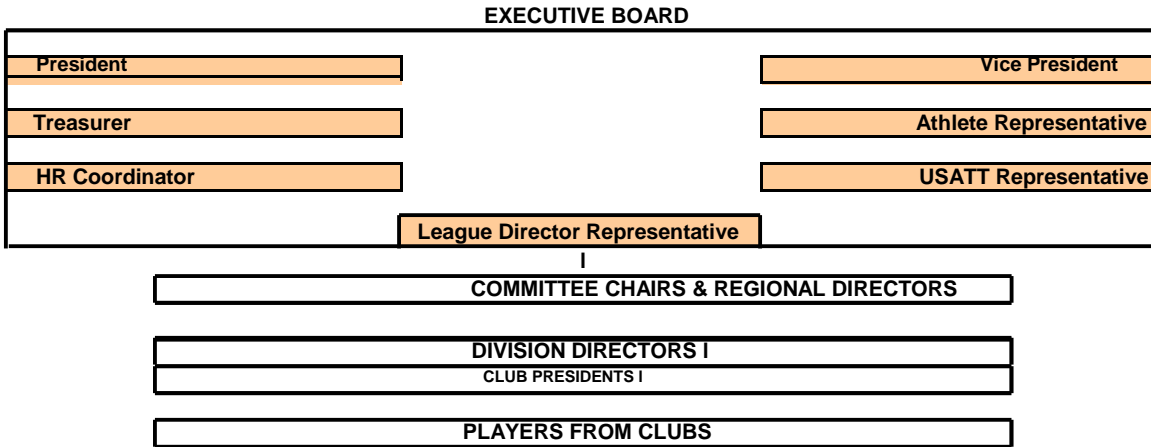 EXECUTIVE BOARD
President
Vice President
Treasurer
Athlete Representative
HR Coordinator
USATT Representative
League Director Representative
I
COMMITTEE CHAIRS & REGIONAL DIRECTORS
DIVISION DIRECTORS I
CLUB PRESIDENTS I
PLAYERS FROM CLUBS